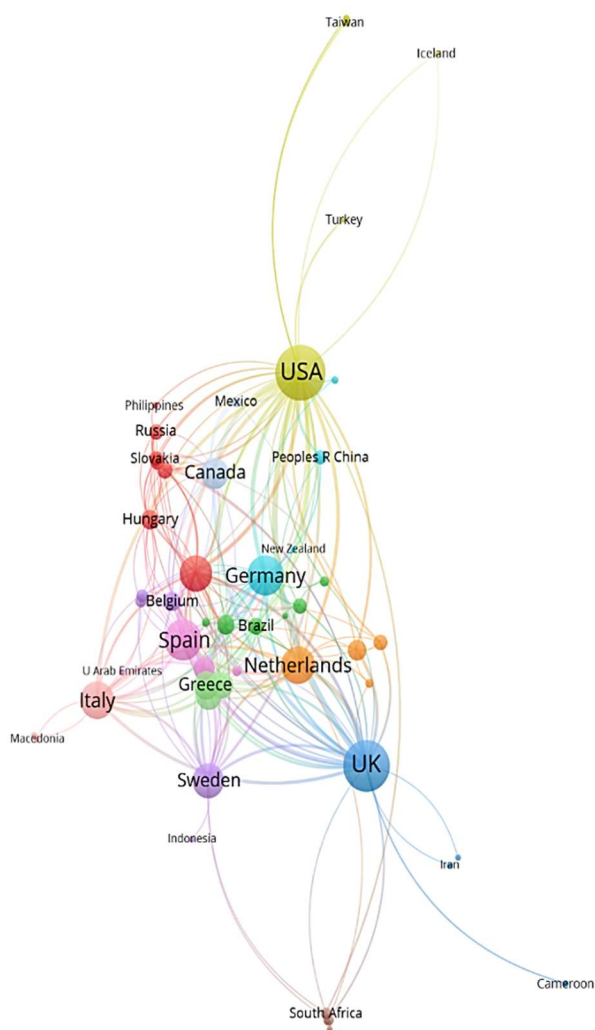 Taiwan
Iceland
Turkey
USA
Philippines
Mexico
Russia
Slovakia
Peoples R China
Canada
Hungary
New Zealand
Germany
Belgium
Brazil
Spain
Netherlands
U Arab Emirates
Greece
Italy
Macedonia
UK
Sweden
Indonesia
Iran
Cameroon
South Africa